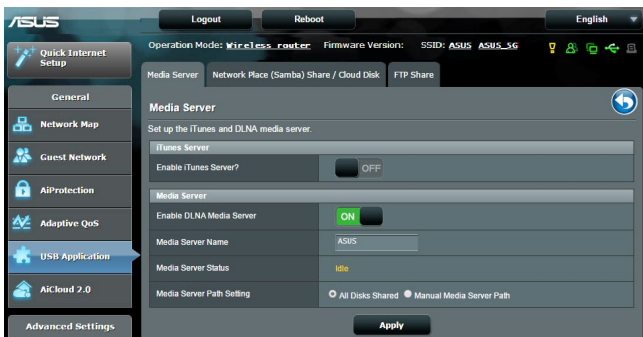 ASUS
Logout
Reboot
English
Quick Internet Setup
Operation Mode: Wireless router Firmware Version: SSID: ASUS ASUS_5G
Media Server
Network Place (Samba) Share / Cloud Disk
FTP Share
General
Network Map
Guest Network
AiProtection
Adaptive QoS
USB Application
AiCloud 2.0
Advanced Settings
Media Server
Set up the iTunes and DLNA media server.
iTunes Server
Enable iTunes Server? OFF
Media Server
Enable DLNA Media Server ON
Media Server Name ASUS
Media Server Status Idle
Media Server Path Setting All Disks Shared Manual Media Server Path
Apply